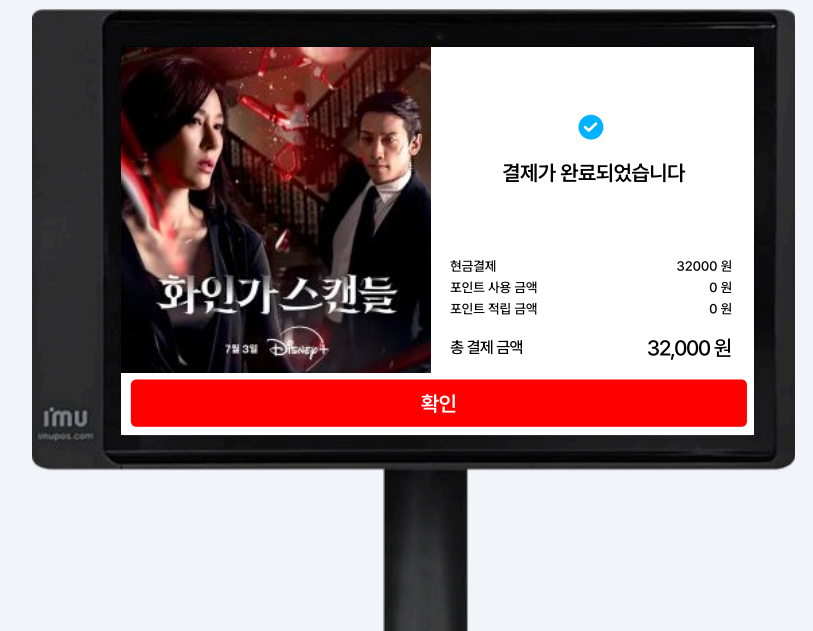 화인가 스캔들
7월 3일 Disney+
결제가 완료되었습니다
현금결제 32000 원
포인트 사용 금액 0 원
포인트 적립 금액 0 원
총 결제 금액 32,000 원
확인
imu
imupos.com